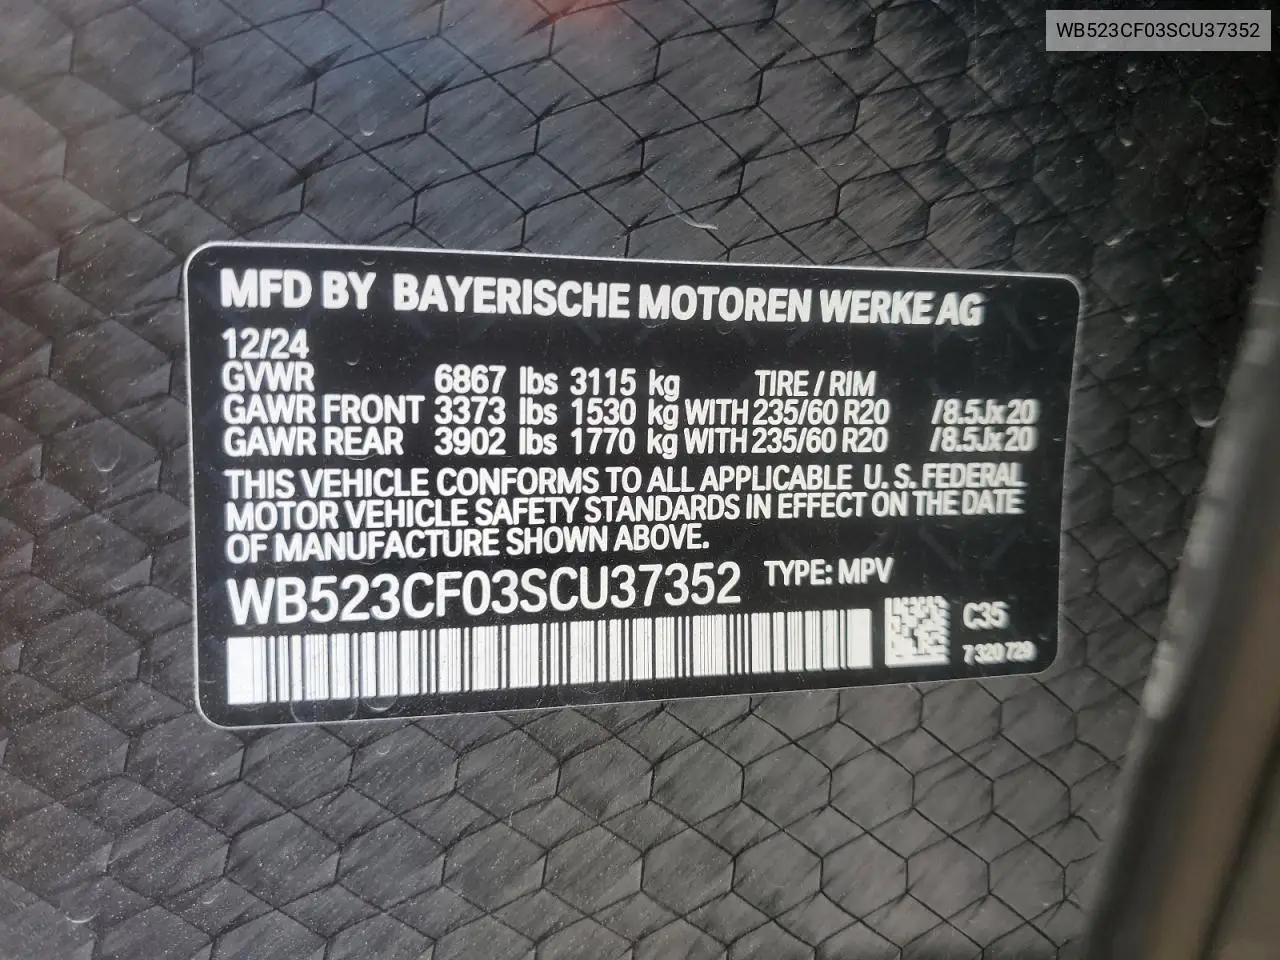 WB523CF03SCU37352
MFD BY BAYERISCHE MOTOREN WERKE AG
12/24
GVWR 6867 lbs 3115 kg TIRE / RIM
GAWR FRONT 3373 lbs 1530 kg WITH 235/60 R20 /8.5Jx20
GAWR REAR 3902 lbs 1770 kg WITH 235/60 R20 /8.5Jx20
THIS VEHICLE CONFORMS TO ALL APPLICABLE U. S. FEDERAL
MOTOR VEHICLE SAFETY STANDARDS IN EFFECT ON THE DATE
OF MANUFACTURE SHOWN ABOVE.
WB523CF03SCU37352 TYPE: MPV
C35
7 320 729